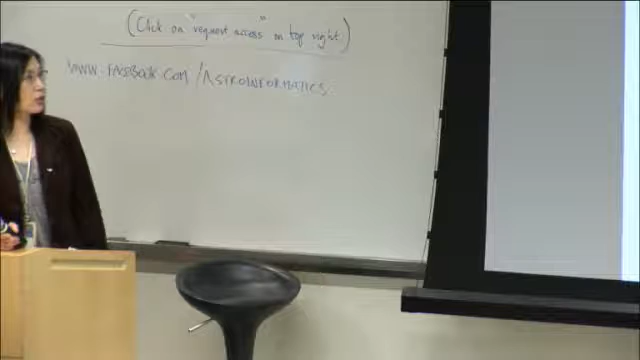 (Click on "request access" on top right)
www.facebook.com/Astroinformatics